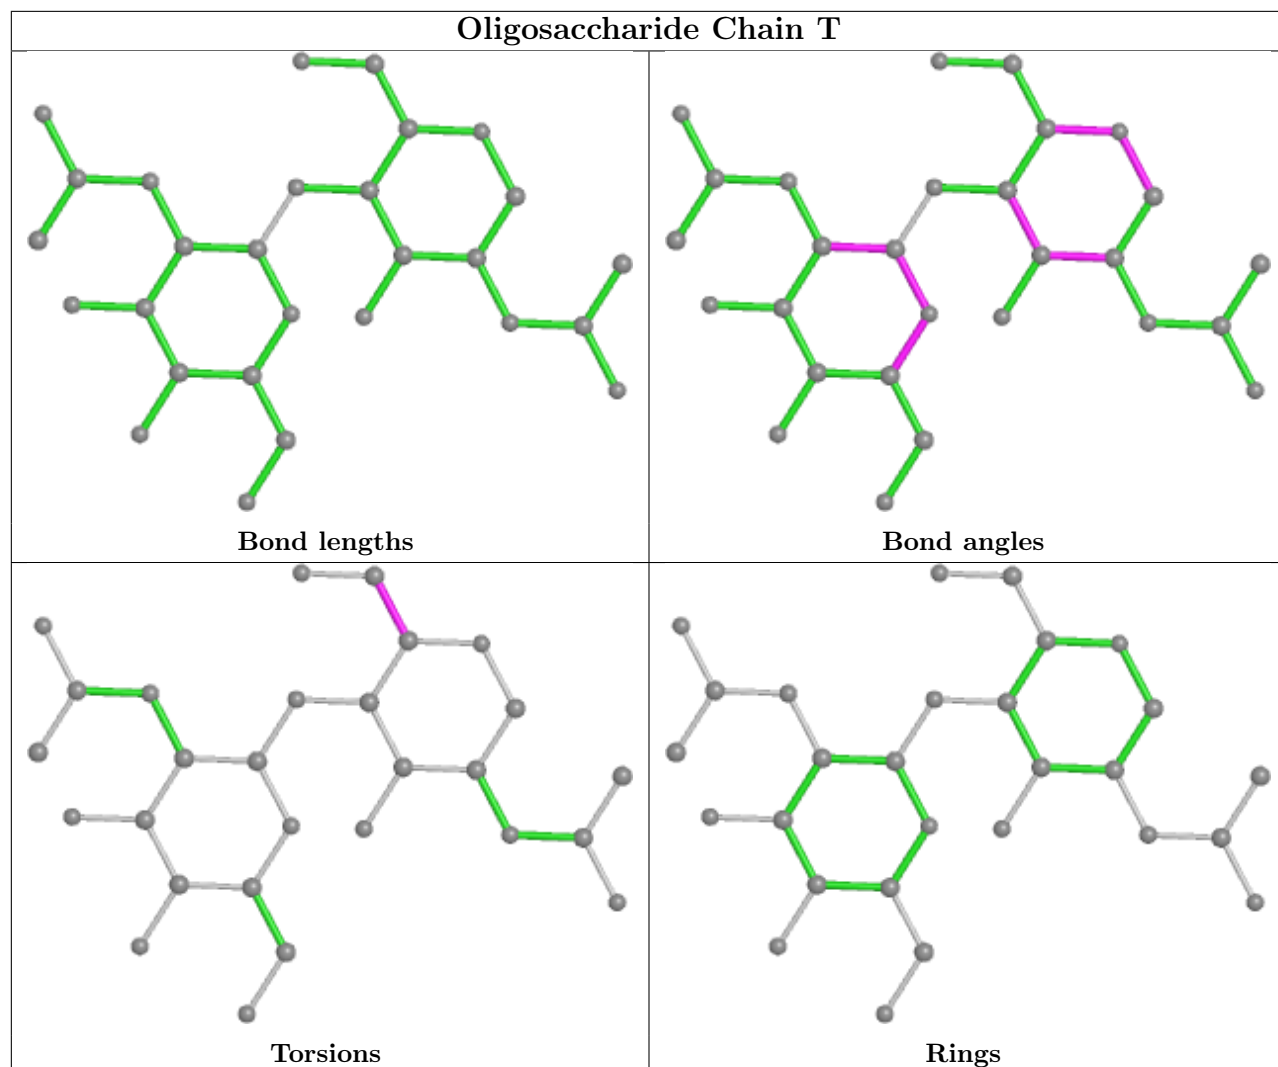 Oligosaccharide Chain T
Bond lengths
Bond angles
Torsions
Rings